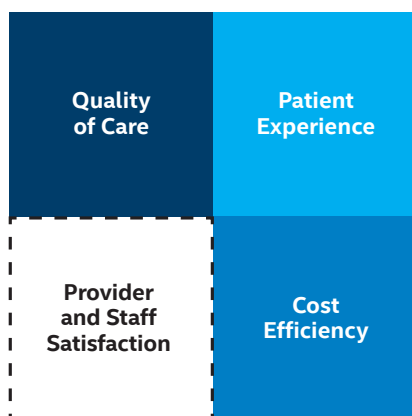 Quality
of Care
Patient
Experience
Provider
and Staff
Satisfaction
Cost
Efficiency